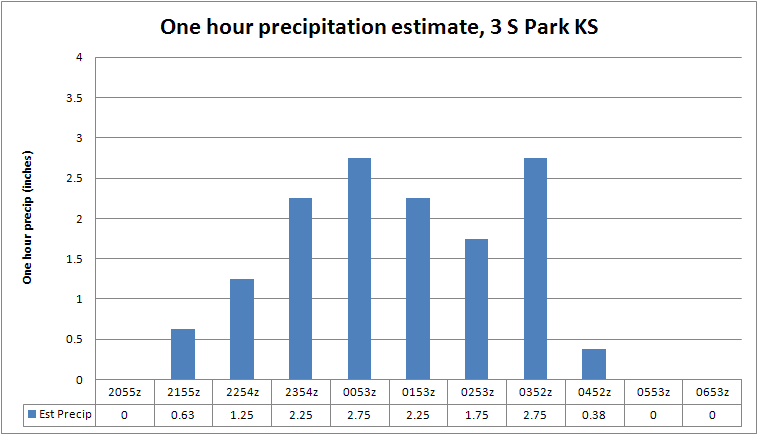 One hour precipitation estimate, 3 S Park KS
4
3.5
3
2.5
2
1.5
1
0.5
0
One hour precip (inches)
2055z 2155z 2254z 2354z 0053z 0153z 0253z 0352z 0452z 0553z 0653z
Est Precip 0 0.63 1.25 2.25 2.75 2.25 1.75 2.75 0.38 0 0